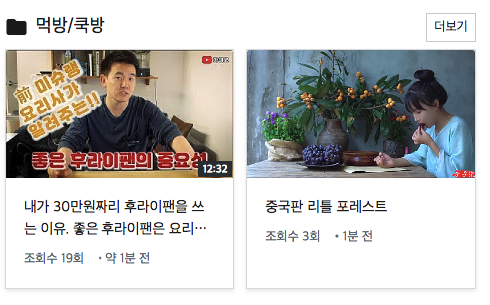 먹방/쿡방
더보기
前 미슈랭
요리사가
알려주는!!
좋은 후라이팬의 중요성
12:32
내가 30만원짜리 후라이팬을 쓰
는 이유. 좋은 후라이팬은 요리…
조회수 19회 • 약 1분 전
중국판 리틀 포레스트
조회수 3회 • 1분 전